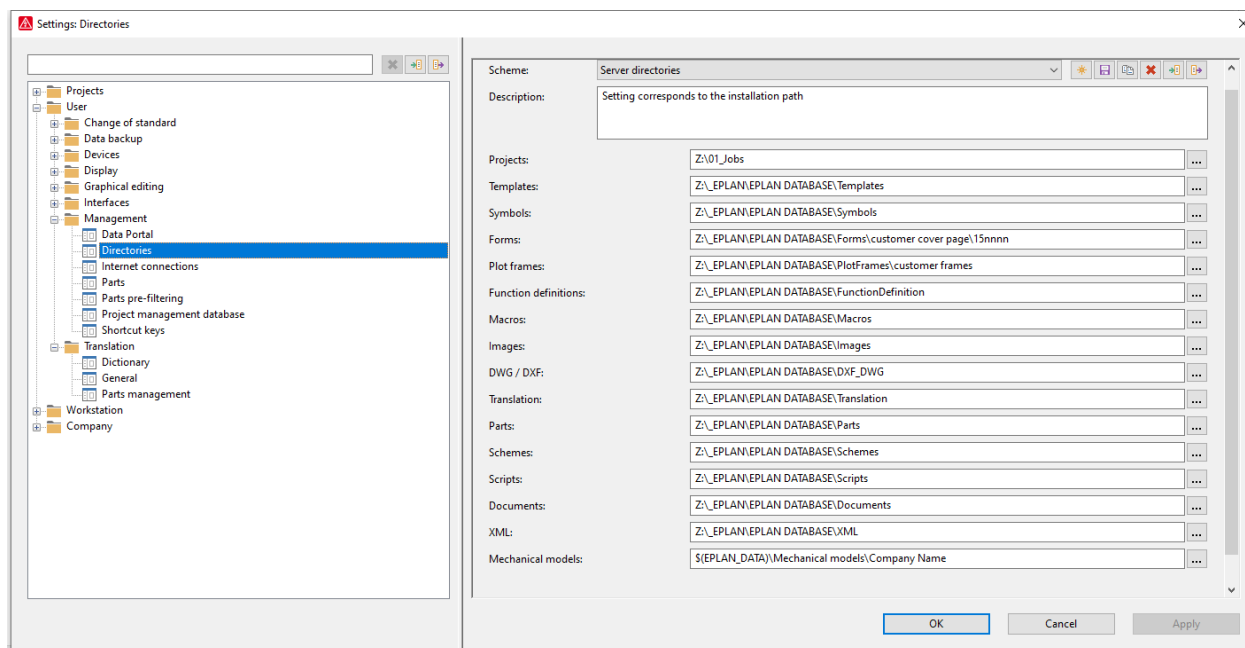 Settings: Directories
Projects
User
Change of standard
Data backup
Devices
Display
Graphical editing
Interfaces
Management
Data Portal
Directories
Internet connections
Parts
Parts pre-filtering
Project management database
Shortcut keys
Translation
Dictionary
General
Parts management
Workstation
Company
Scheme: Server directories
Description: Setting corresponds to the installation path
Projects: Z:\01_Jobs ...
Templates: Z:\_EPLAN\EPLAN DATABASE\Templates ...
Symbols: Z:\_EPLAN\EPLAN DATABASE\Symbols ...
Forms: Z:\_EPLAN\EPLAN DATABASE\Forms\customer cover page\15nnnn ...
Plot frames: Z:\_EPLAN\EPLAN DATABASE\PlotFrames\customer frames ...
Function definitions: Z:\_EPLAN\EPLAN DATABASE\FunctionDefinition ...
Macros: Z:\_EPLAN\EPLAN DATABASE\Macros ...
Images: Z:\_EPLAN\EPLAN DATABASE\Images ...
DWG / DXF: Z:\_EPLAN\EPLAN DATABASE\DXF_DWG ...
Translation: Z:\_EPLAN\EPLAN DATABASE\Translation ...
Parts: Z:\_EPLAN\EPLAN DATABASE\Parts ...
Schemes: Z:\_EPLAN\EPLAN DATABASE\Schemes ...
Scripts: Z:\_EPLAN\EPLAN DATABASE\Scripts ...
Documents: Z:\_EPLAN\EPLAN DATABASE\Documents ...
XML: Z:\_EPLAN\EPLAN DATABASE\XML ...
Mechanical models: $(EPLAN_DATA)\Mechanical models\Company Name ...
OK Cancel Apply